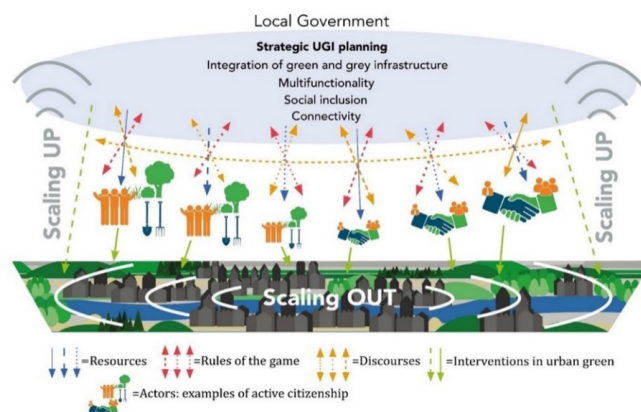 Local Government
Strategic UGI planning
Integration of green and grey infrastructure
Multifunctionality
Social inclusion
Connectivity
Scaling UP
Scaling UP
Scaling OUT
=Resources
=Rules of the game
=Discourses
=Interventions in urban green
=Actors: examples of active citizenship